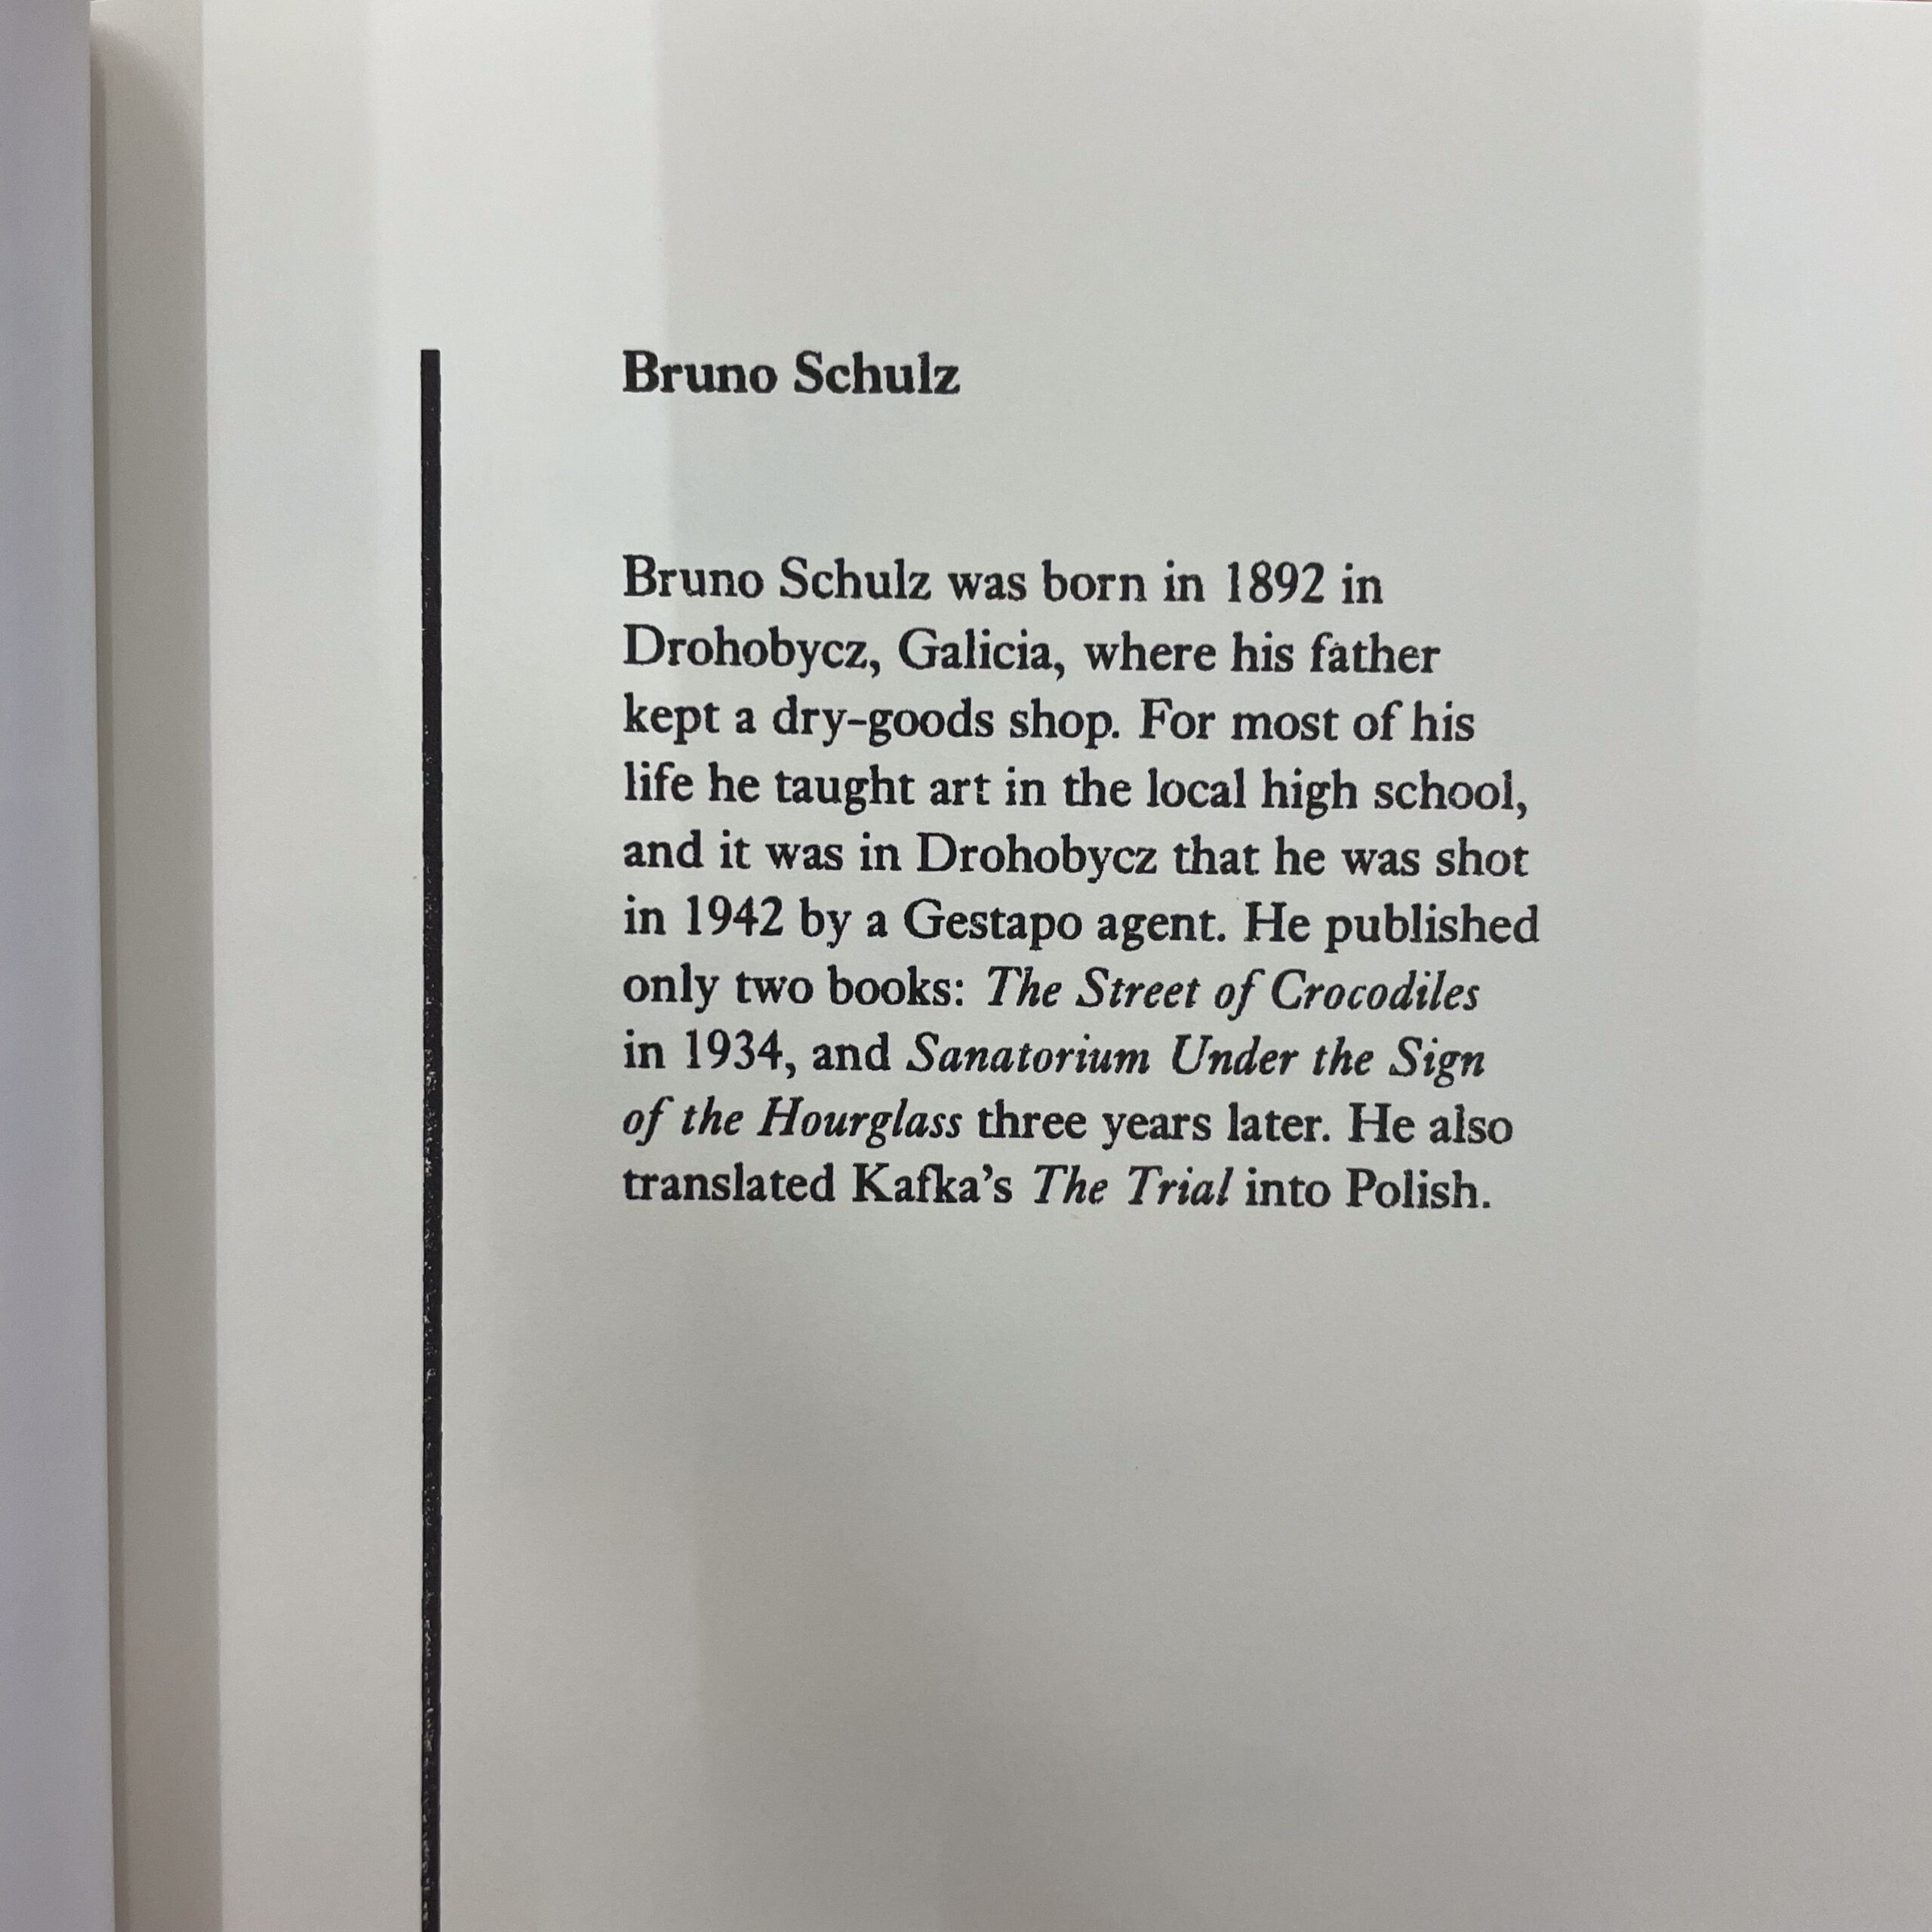 Bruno Schulz
Bruno Schulz was born in 1892 in
Drohobycz, Galicia, where his father
kept a dry-goods shop. For most of his
life he taught art in the local high school,
and it was in Drohobycz that he was shot
in 1942 by a Gestapo agent. He published
only two books: The Street of Crocodiles
in 1934, and Sanatorium Under the Sign
of the Hourglass three years later. He also
translated Kafka’s The Trial into Polish.